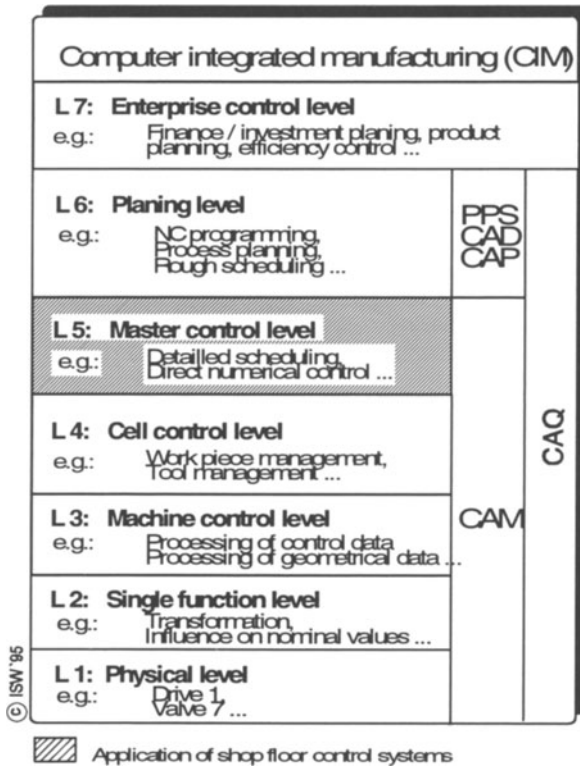 Computer integrated manufacturing (CIM)
L 7: Enterprise control level
e.g.: Finance / investment planing, product
planning, efficiency control ...
L 6: Planing level
e.g.: NC programming,
Process planning,
Rough scheduling ...
PPS
CAD
CAP
L 5: Master control level
e.g.: Detailled scheduling,
Direct numerical control ...
L 4: Cell control level
e.g.: Work piece management,
Tool management ...
CAQ
L 3: Machine control level
e.g.: Processing of control data
Processing of geometrical data ...
CAM
L 2: Single function level
e.g.: Transformation,
Influence on nominal values ...
L 1: Physical level
e.g.: Drive 1,
Valve 7 ...
© ISW '95
Application of shop floor control systems